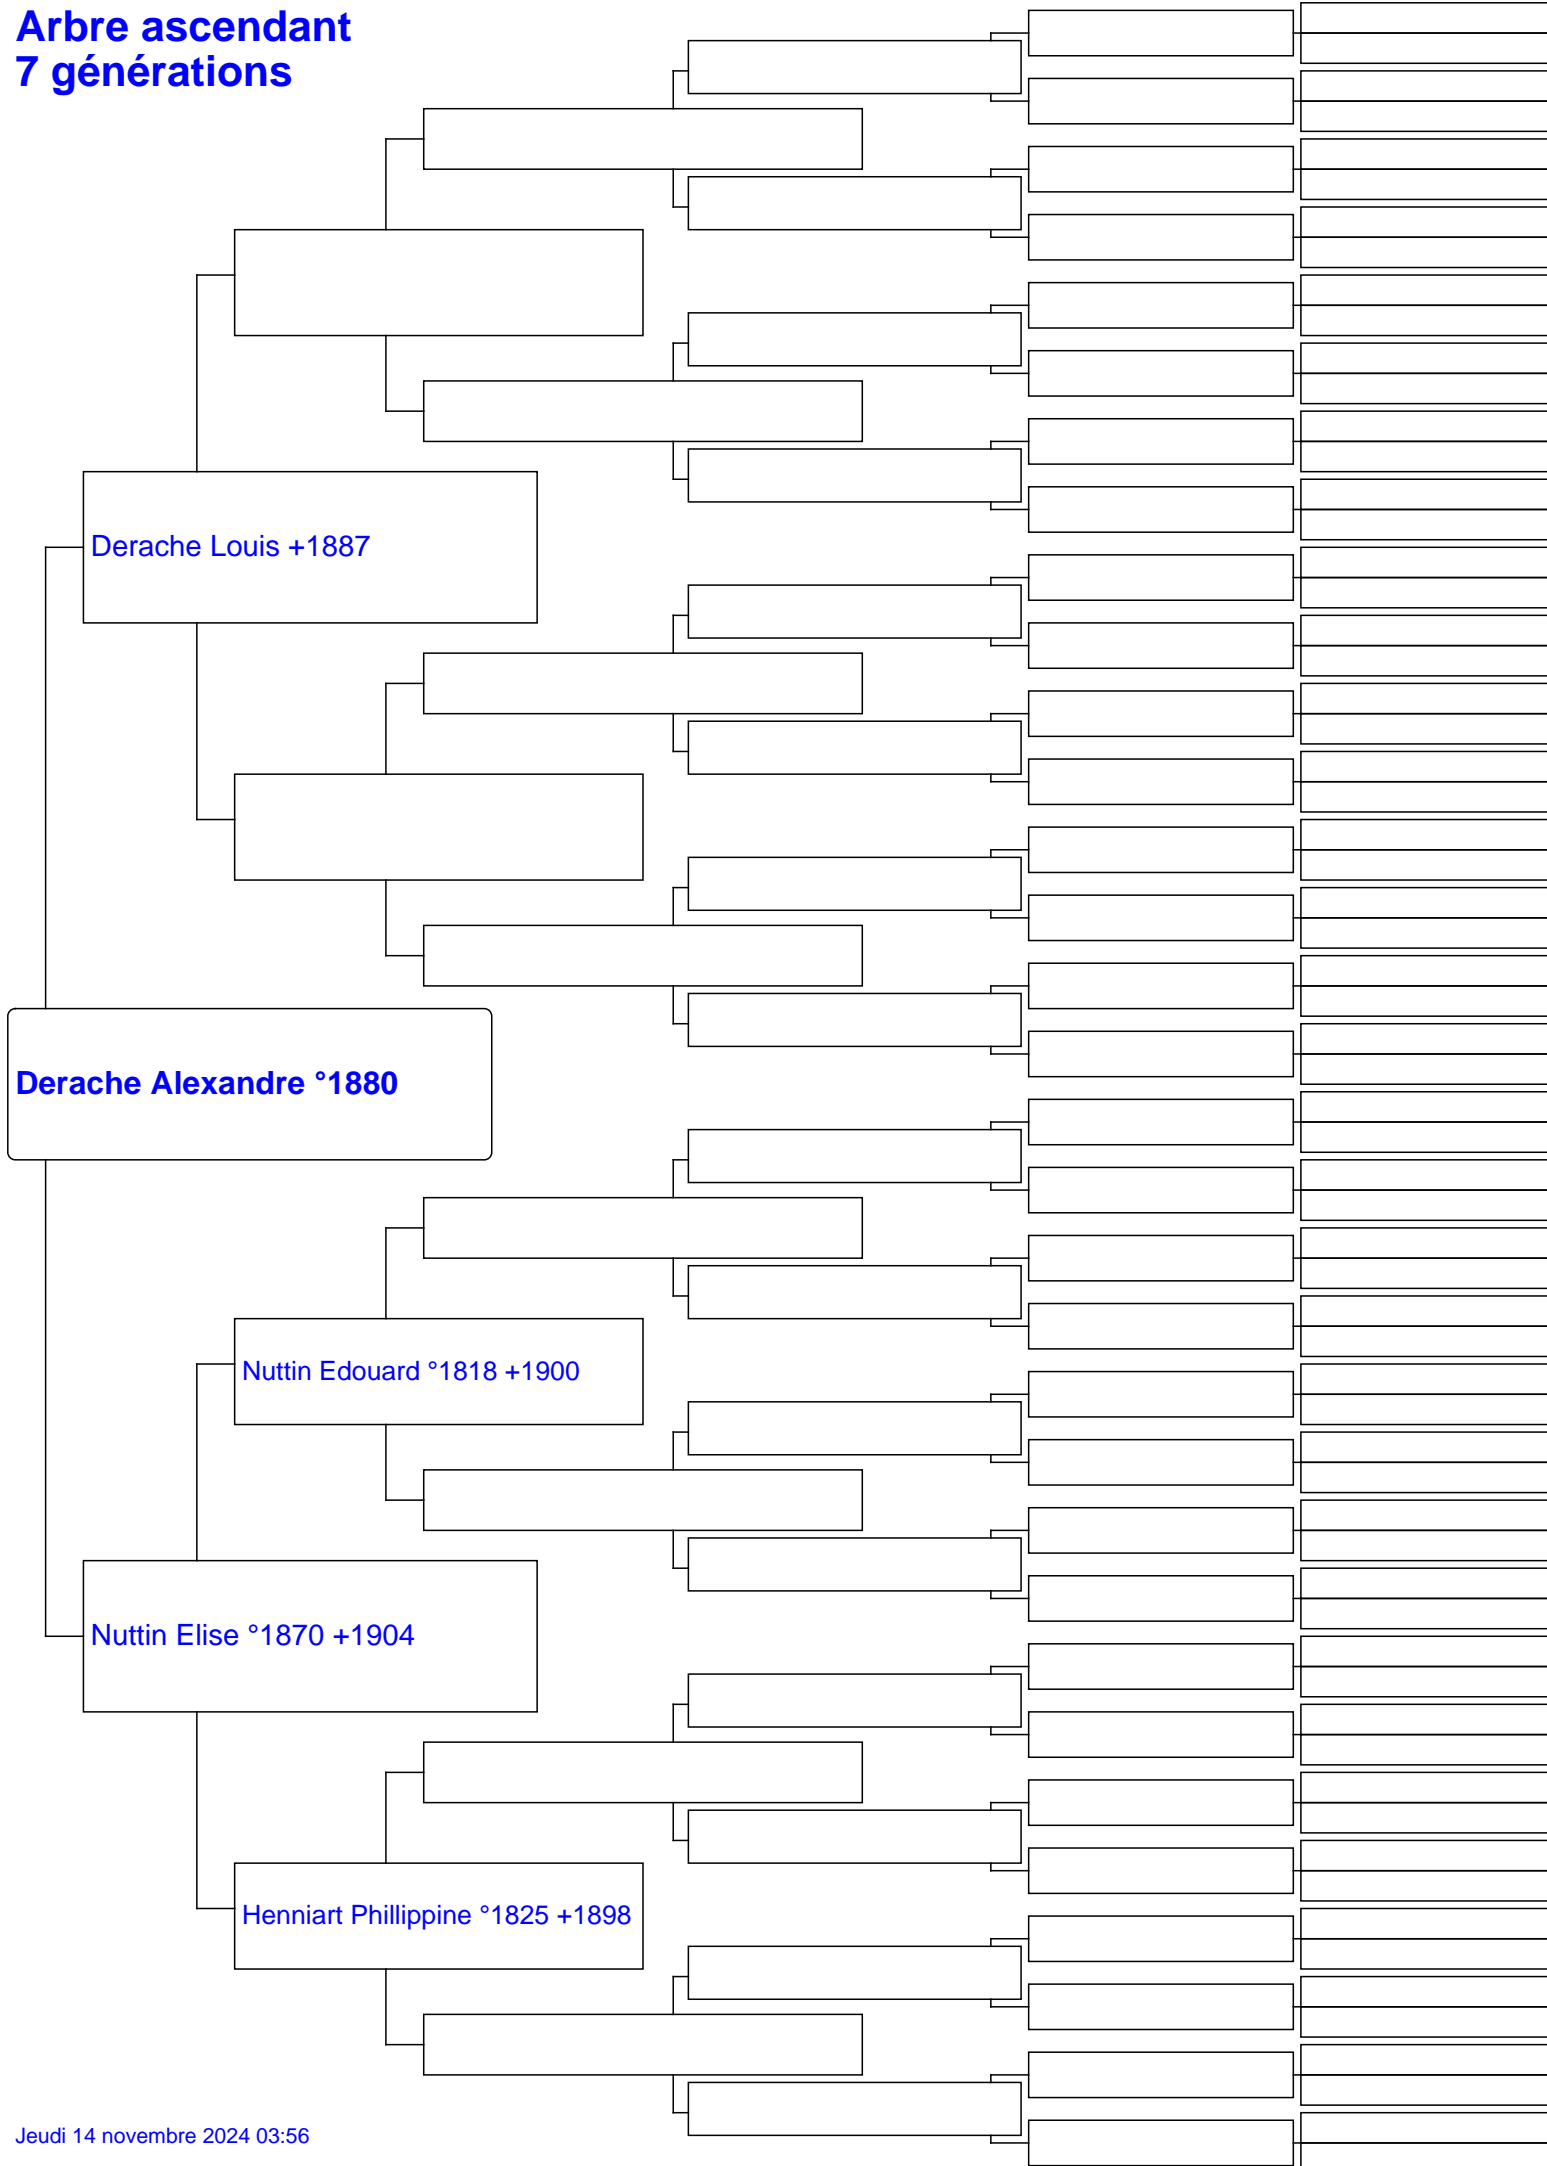 Arbre ascendant
7 générations
Derache Louis +1887
Derache Alexandre °1880
Nuttin Edouard °1818 +1900
Nuttin Elise °1870 +1904
Henniart Phillippine °1825 +1898
Jeudi 14 novembre 2024 03:56